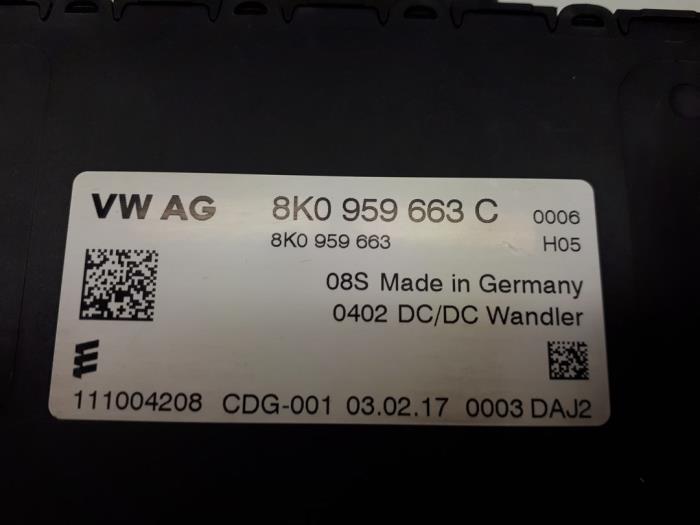 VW AG 8K0 959 663 C 0006
8K0 959 663 H05
08S Made in Germany
0402 DC/DC Wandler
111004208 CDG-001 03.02.17 0003 DAJ2